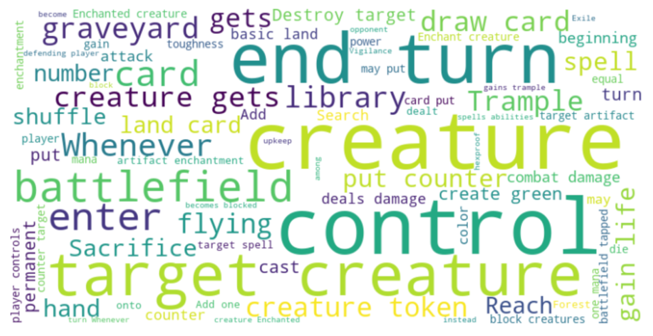 become
Enchanted creature
gets
Destroy target
opponent
Exile
graveyard
basic land
draw card
enchantment
defending player
gain
toughness
power
Vigilance
Enchant creature
beginning
attack
end turn
number
card
may put
spell
block
gains trample
equal
creature gets
library
card put
Trample
turn
shuffle
land card
Add
Search
dealt
spells abilities
target artifact
player
Whenever
creature
put
mana
artifact enchantment
upkeep
among
hexproof
battlefield
put counter
combat damage
becomes blocked
deals damage
create green
may
enter
flying
control
color
gain life
player controls
permanent
counter target
Sacrifice
target spell
cast
die
battlefield tapped
one mana
target creature
hand
onto
Add one
creature token
Reach
Forest
counter
block creatures
turn Whenever
creature Enchanted
instead